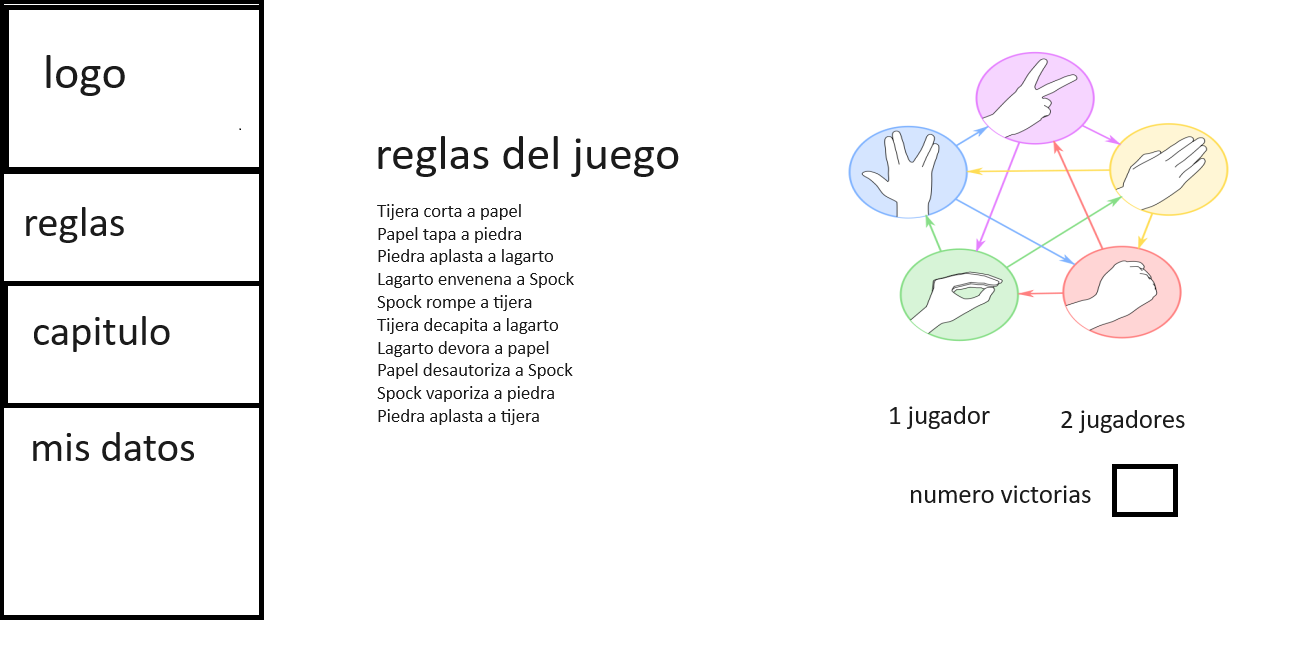 logo
reglas
capitulo
mis datos
reglas del juego
Tijera corta a papel
Papel tapa a piedra
Piedra aplasta a lagarto
Lagarto envenena a Spock
Spock rompe a tijera
Tijera decapita a lagarto
Lagarto devora a papel
Papel desautoriza a Spock
Spock vaporiza a piedra
Piedra aplasta a tijera
1 jugador
2 jugadores
numero victorias